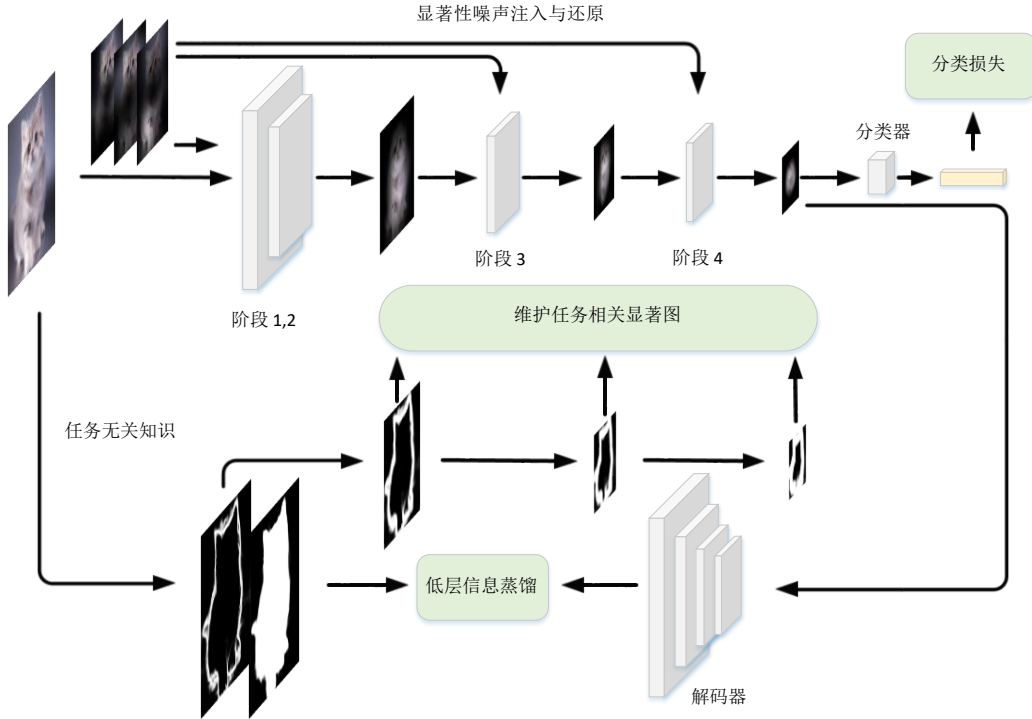 显著性噪声注入与还原
分类损失
分类器
阶段 3
阶段 4
阶段 1,2
维护任务相关显著图
任务无关知识
低层信息蒸馏
解码器